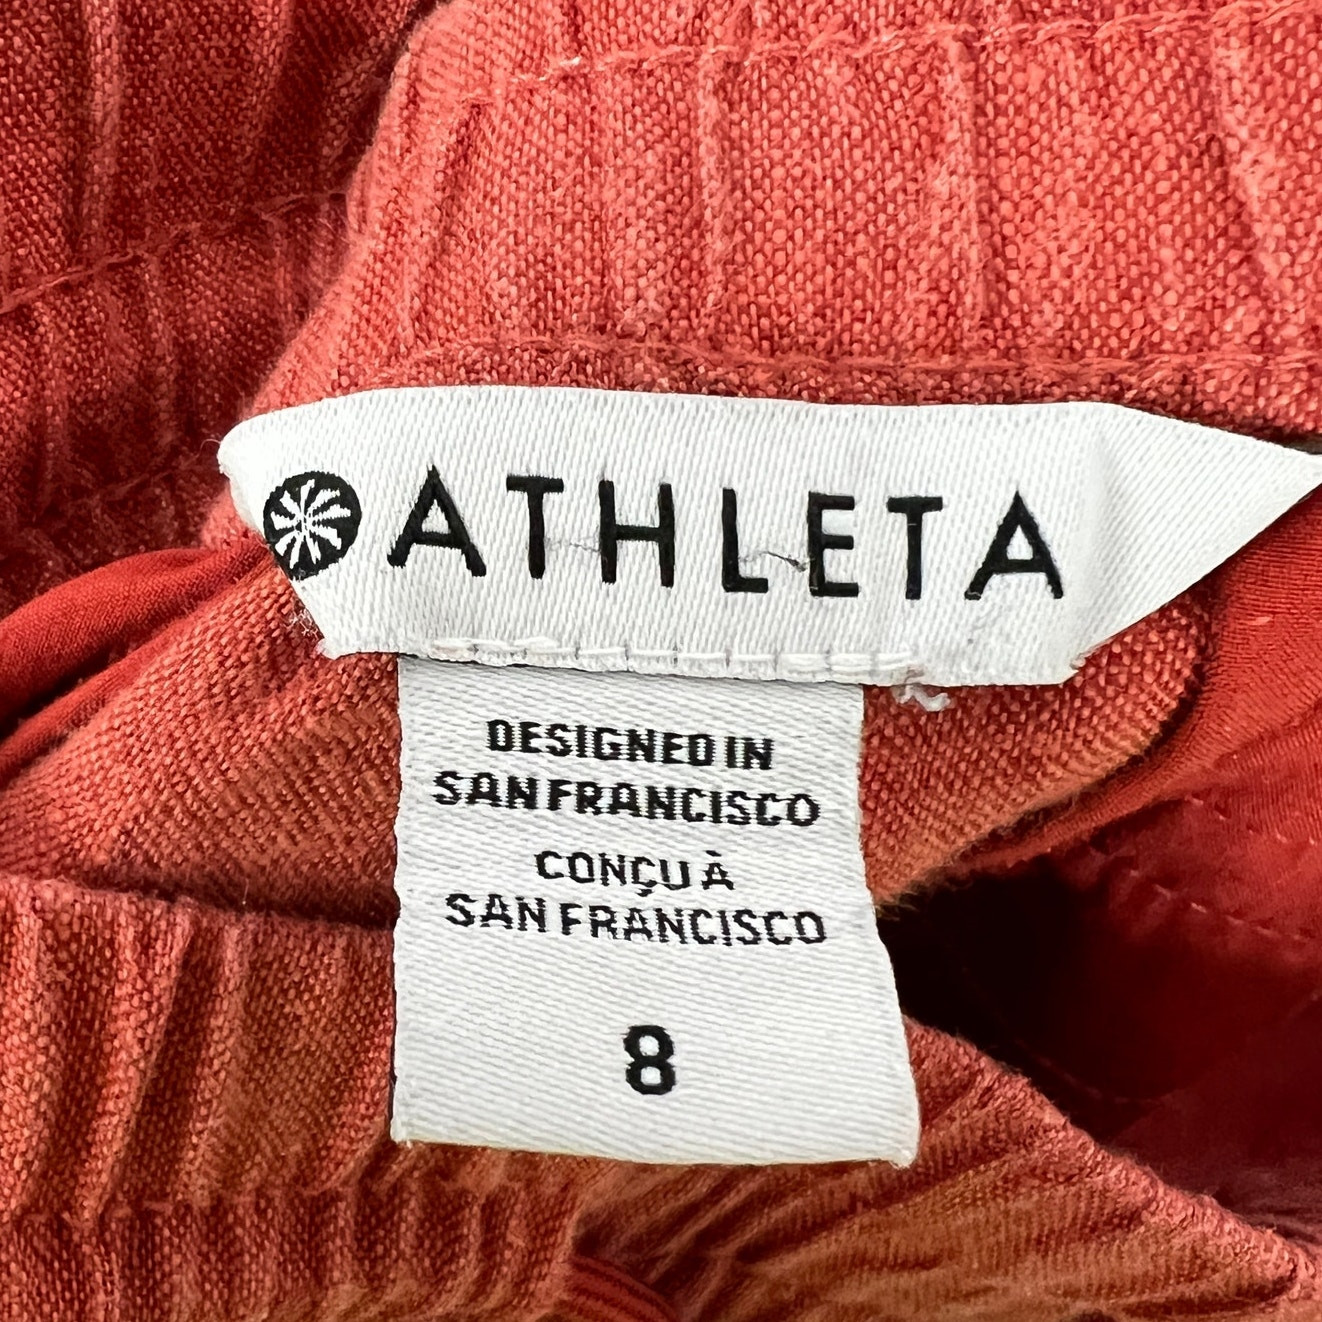 ATHLETA
DESIGNED IN
SAN FRANCISCO
CONÇU À
SAN FRANCISCO
8